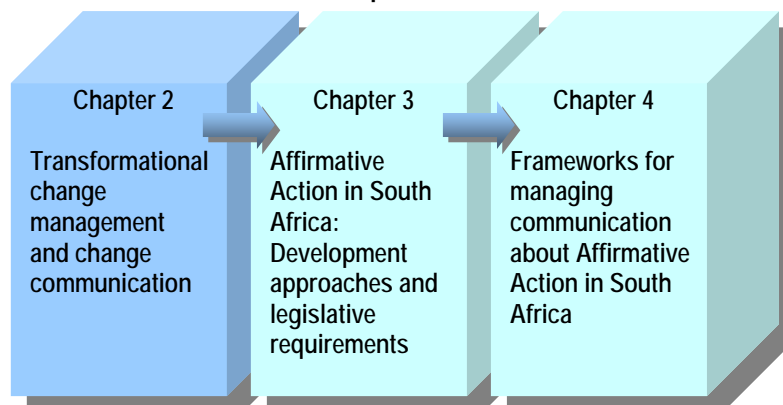 Chapter 2
Transformational
change
management
and change
communication
Chapter 3
Affirmative
Action in South
Africa:
Development
approaches and
legislative
requirements
Chapter 4
Frameworks for
managing
communication
about Affirmative
Action in South
Africa